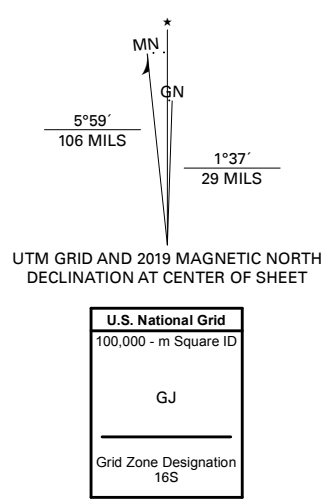 MN
GN
5°59´
106 MILS
1°37´
29 MILS
UTM GRID AND 2019 MAGNETIC NORTH
DECLINATION AT CENTER OF SHEET
U.S. National Grid
100,000 - m Square ID
GJ
Grid Zone Designation
16S